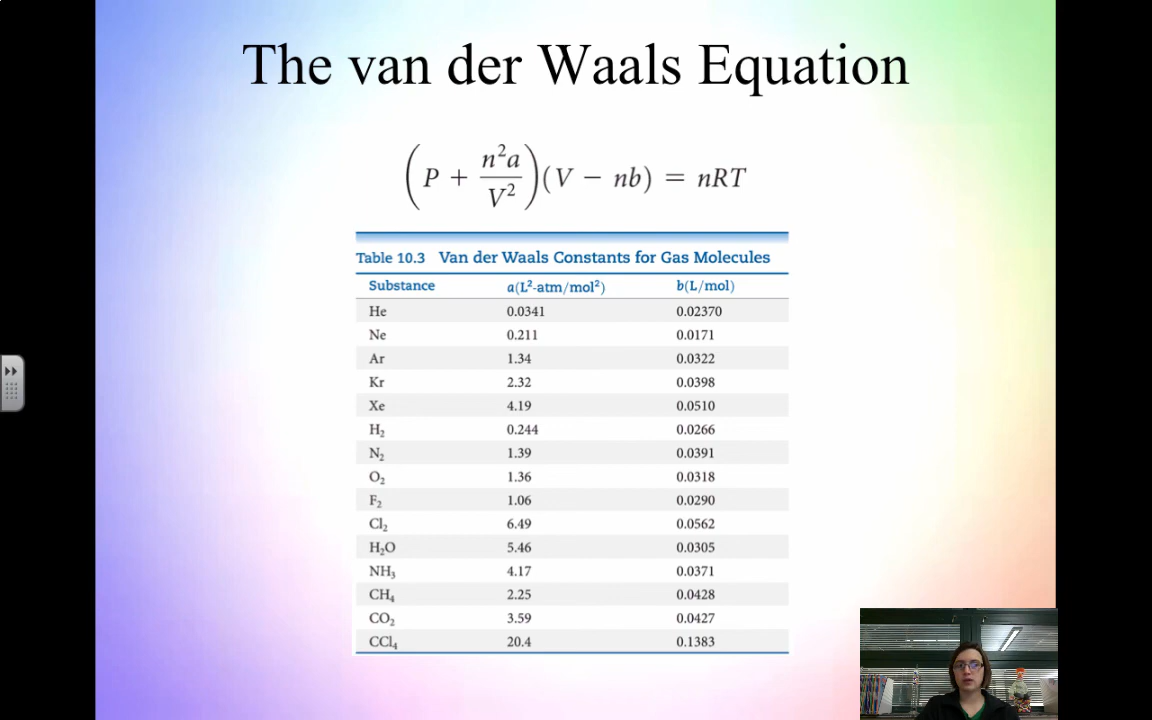 The van der Waals Equation
(P + n²a/V²)(V − nb) = nRT
Table 10.3 Van der Waals Constants for Gas Molecules
Substance a(L²-atm/mol²) b(L/mol)
He 0.0341 0.02370
Ne 0.211 0.0171
Ar 1.34 0.0322
Kr 2.32 0.0398
Xe 4.19 0.0510
H₂ 0.244 0.0266
N₂ 1.39 0.0391
O₂ 1.36 0.0318
F₂ 1.06 0.0290
Cl₂ 6.49 0.0562
H₂O 5.46 0.0305
NH₃ 4.17 0.0371
CH₄ 2.25 0.0428
CO₂ 3.59 0.0427
CCl₄ 20.4 0.1383